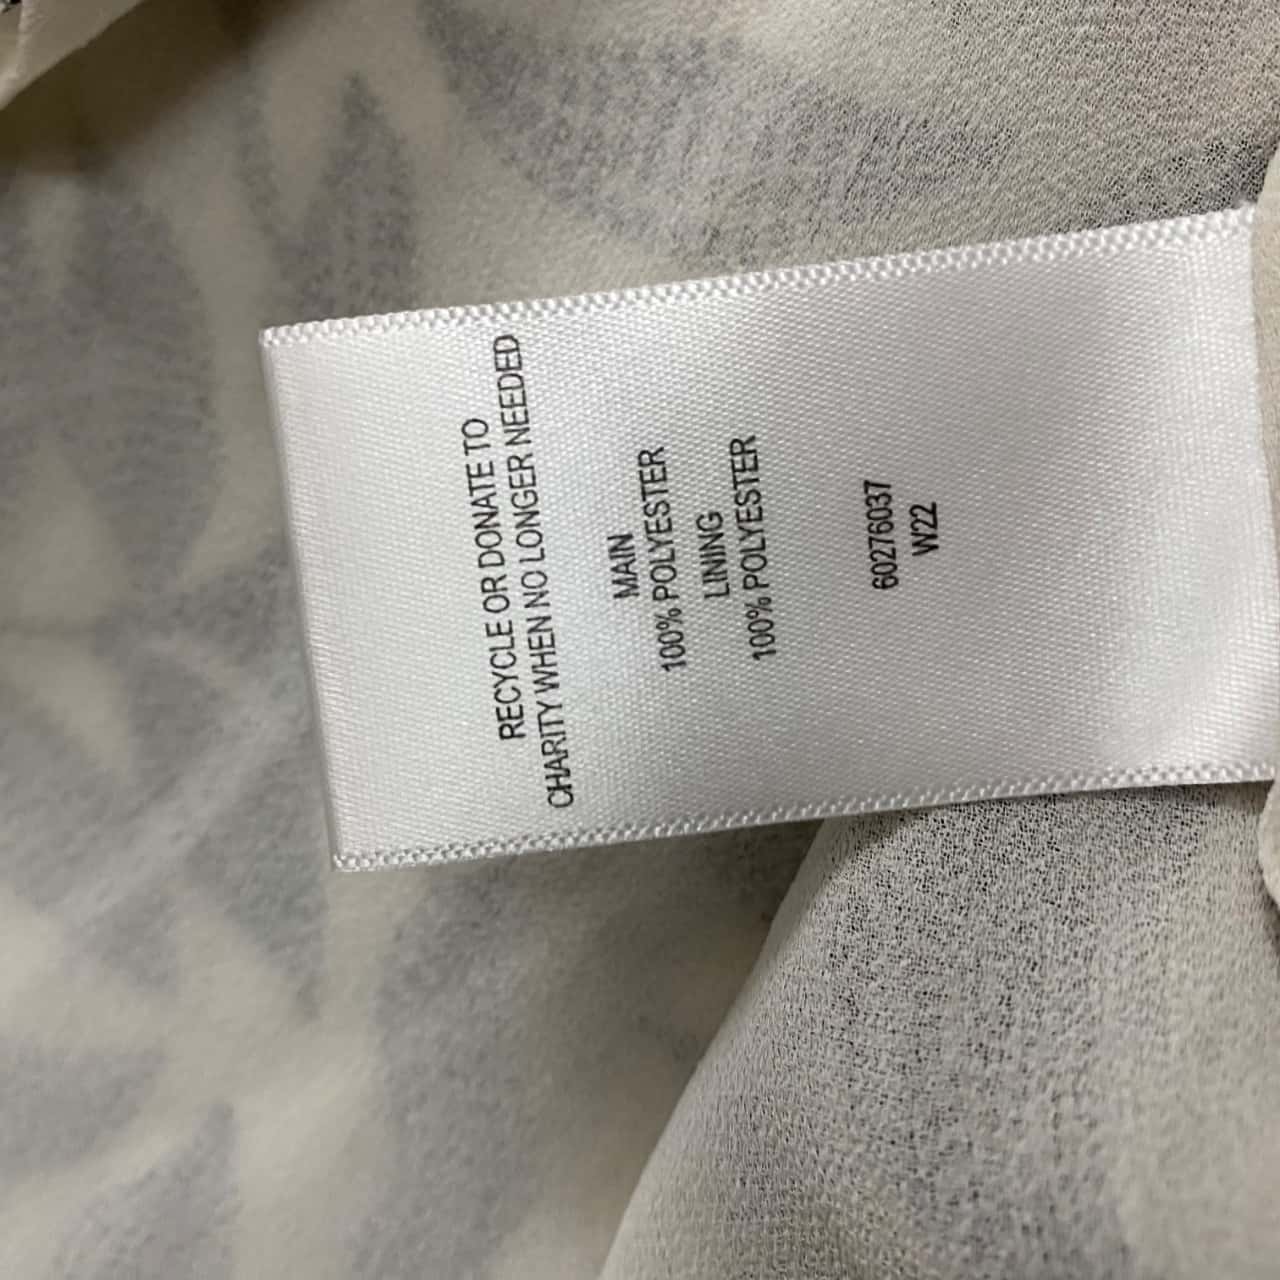 RECYCLE OR DONATE TO
CHARITY WHEN NO LONGER NEEDED
MAIN
100% POLYESTER
LINING
100% POLYESTER
60276037
W22